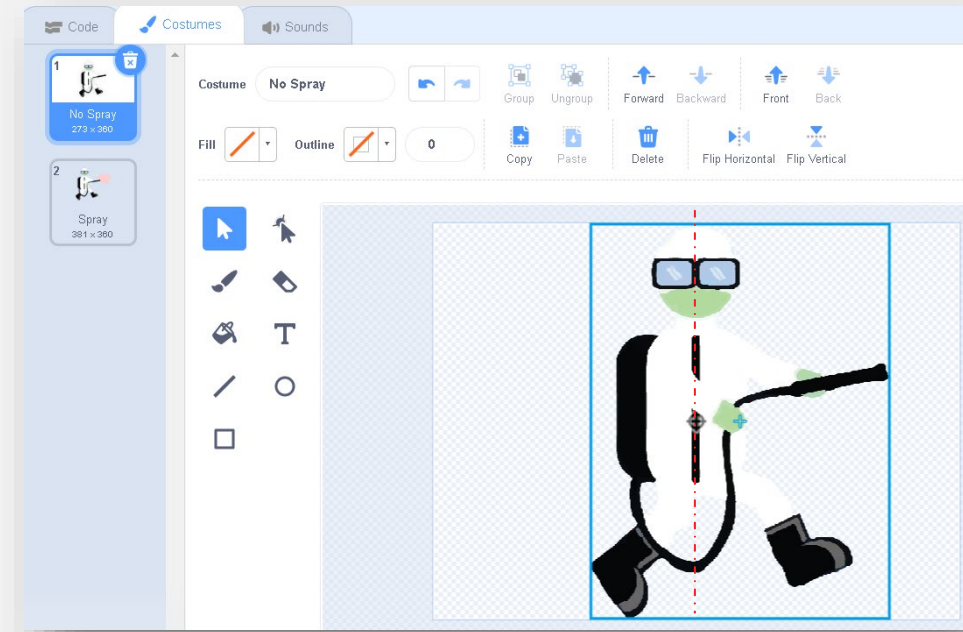 Code Costumes Sounds
1
No Spray
273 × 360
2
Spray
381 × 360
Costume No Spray
Group Ungroup Forward Backward Front Back
Fill Outline 0
Copy Paste Delete Flip Horizontal Flip Vertical
T